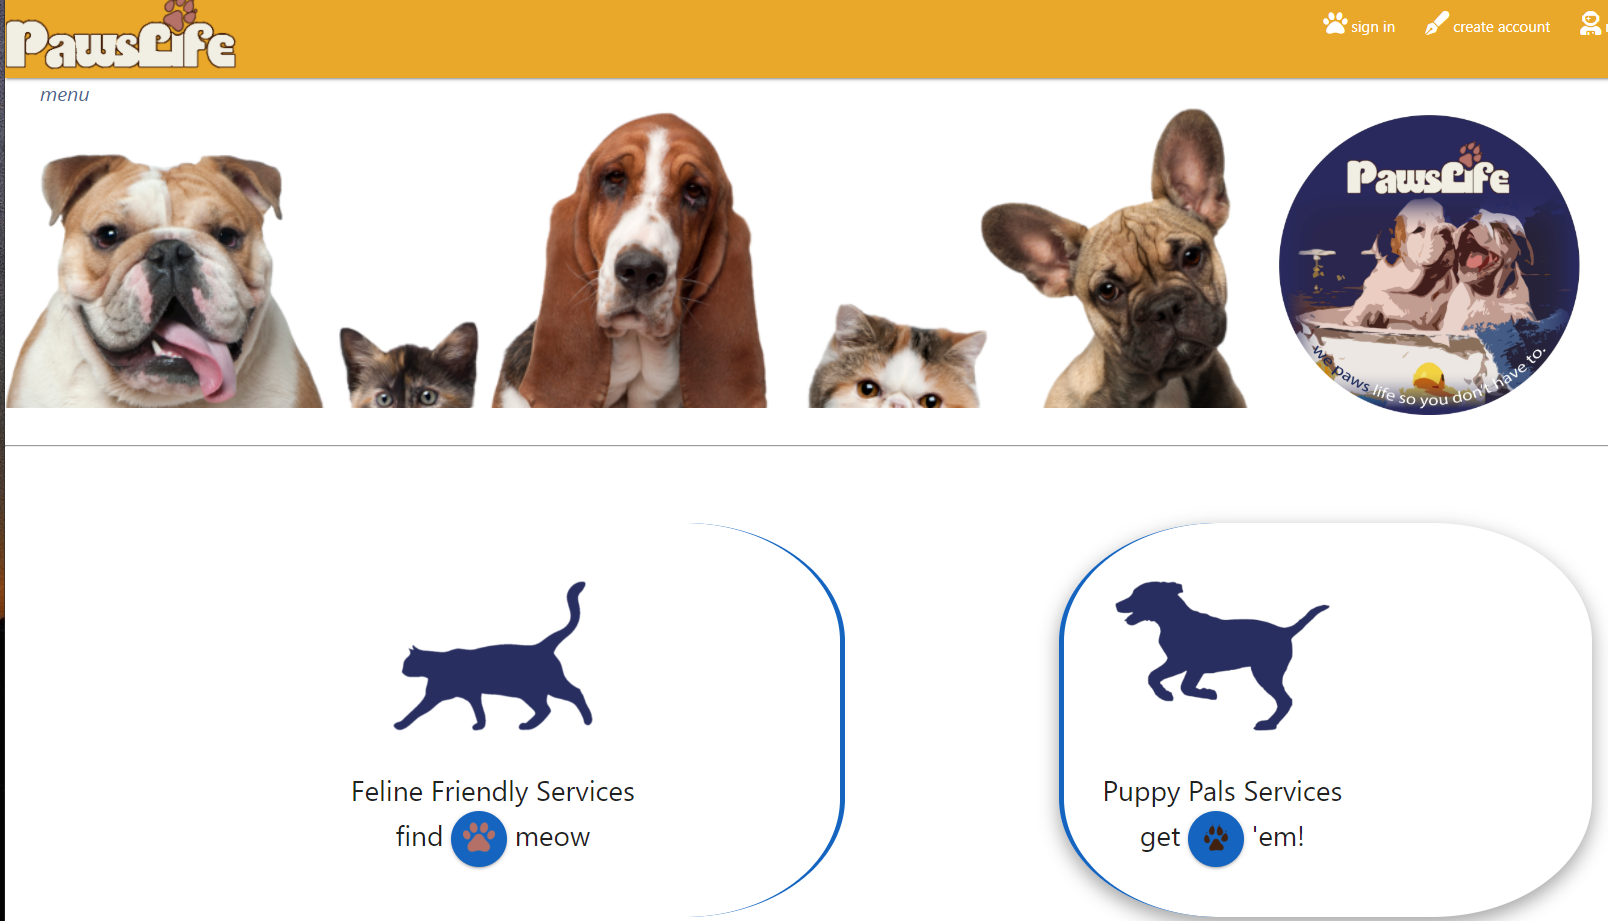 PawsLife
sign in
create account
menu
PawsLife
we paws life so you don't have to.
Feline Friendly Services
find meow
Puppy Pals Services
get 'em!